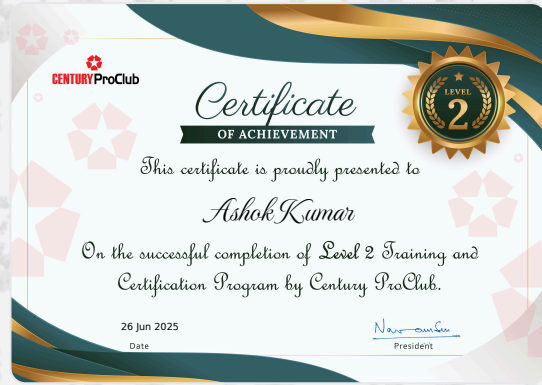 CENTURY ProClub
Certificate
OF ACHIEVEMENT
LEVEL
2
This certificate is proudly presented to
Ashok Kumar
On the successful completion of Level 2 Training and
Certification Program by Century ProClub.
26 Jun 2025
Date
President